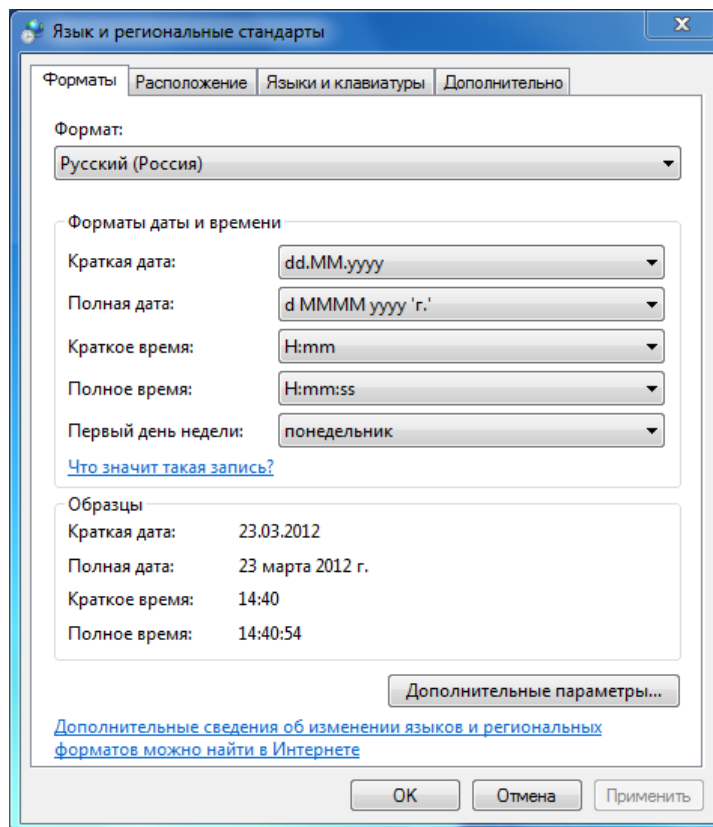 Язык и региональные стандарты
Форматы Расположение Языки и клавиатуры Дополнительно
Формат:
Русский (Россия)
Форматы даты и времени
Краткая дата: dd.MM.yyyy
Полная дата: d MMMM yyyy 'г.'
Краткое время: H:mm
Полное время: H:mm:ss
Первый день недели: понедельник
Что значит такая запись?
Образцы
Краткая дата: 23.03.2012
Полная дата: 23 марта 2012 г.
Краткое время: 14:40
Полное время: 14:40:54
Дополнительные параметры...
Дополнительные сведения об изменении языков и региональных
форматов можно найти в Интернете
OK Отмена Применить